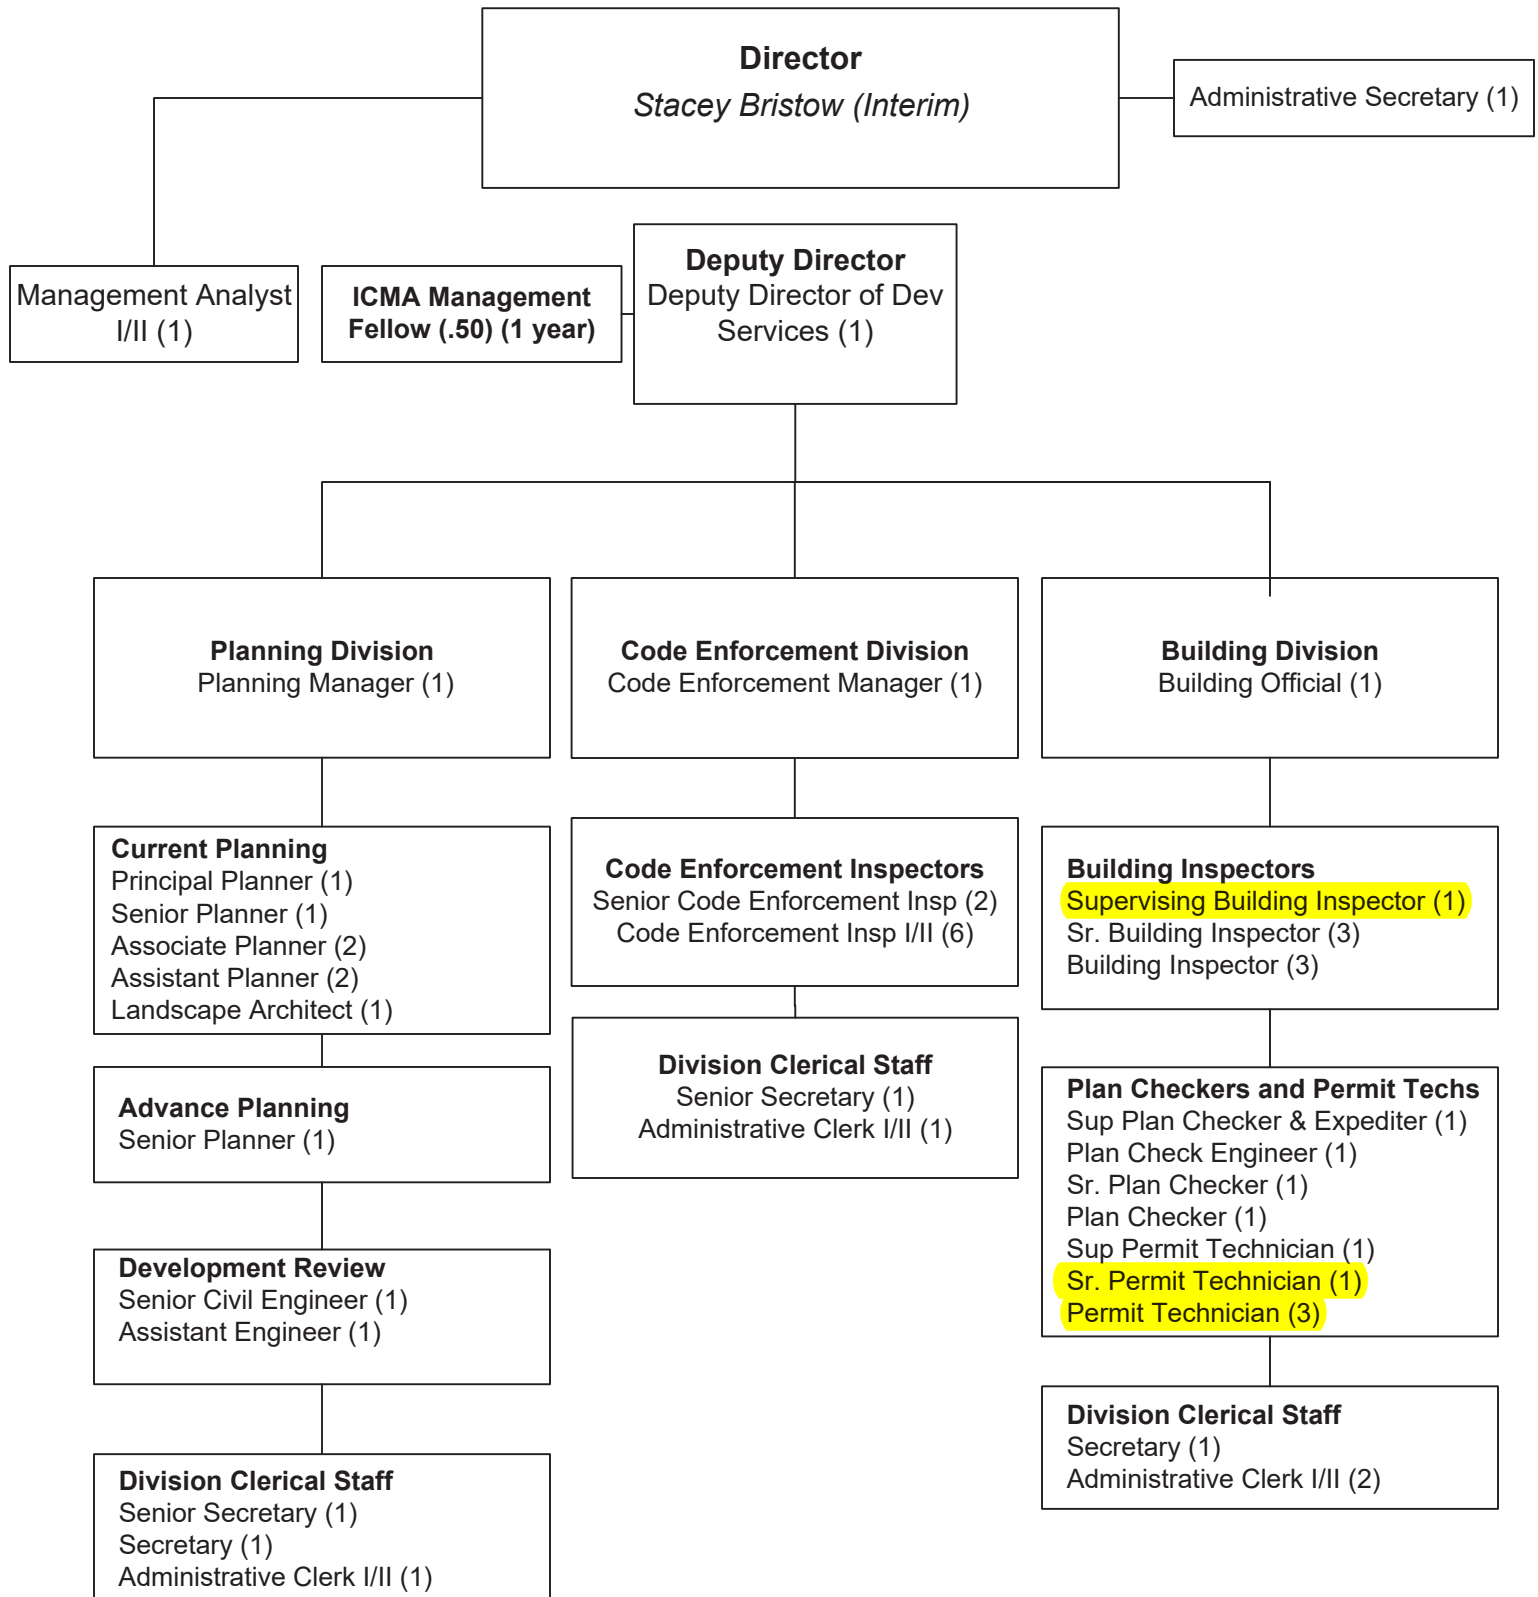 Director
Stacey Bristow (Interim)
Administrative Secretary (1)
Management Analyst
I/II (1)
ICMA Management
Fellow (.50) (1 year)
Deputy Director
Deputy Director of Dev
Services (1)
Planning Division
Planning Manager (1)
Code Enforcement Division
Code Enforcement Manager (1)
Building Division
Building Official (1)
Current Planning
Principal Planner (1)
Senior Planner (1)
Associate Planner (2)
Assistant Planner (2)
Landscape Architect (1)
Advance Planning
Senior Planner (1)
Development Review
Senior Civil Engineer (1)
Assistant Engineer (1)
Division Clerical Staff
Senior Secretary (1)
Secretary (1)
Administrative Clerk I/II (1)
Code Enforcement Inspectors
Senior Code Enforcement Insp (2)
Code Enforcement Insp I/II (6)
Division Clerical Staff
Senior Secretary (1)
Administrative Clerk I/II (1)
Building Inspectors
Supervising Building Inspector (1)
Sr. Building Inspector (3)
Building Inspector (3)
Plan Checkers and Permit Techs
Sup Plan Checker & Expediter (1)
Plan Check Engineer (1)
Sr. Plan Checker (1)
Plan Checker (1)
Sup Permit Technician (1)
Sr. Permit Technician (1)
Permit Technician (3)
Division Clerical Staff
Secretary (1)
Administrative Clerk I/II (2)